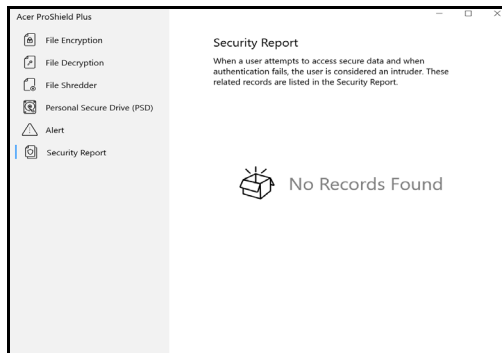 Acer ProShield Plus
File Encryption
File Decryption
File Shredder
Personal Secure Drive (PSD)
Alert
Security Report
Security Report
When a user attempts to access secure data and when
authentication fails, the user is considered an intruder. These
related records are listed in the Security Report.
No Records Found